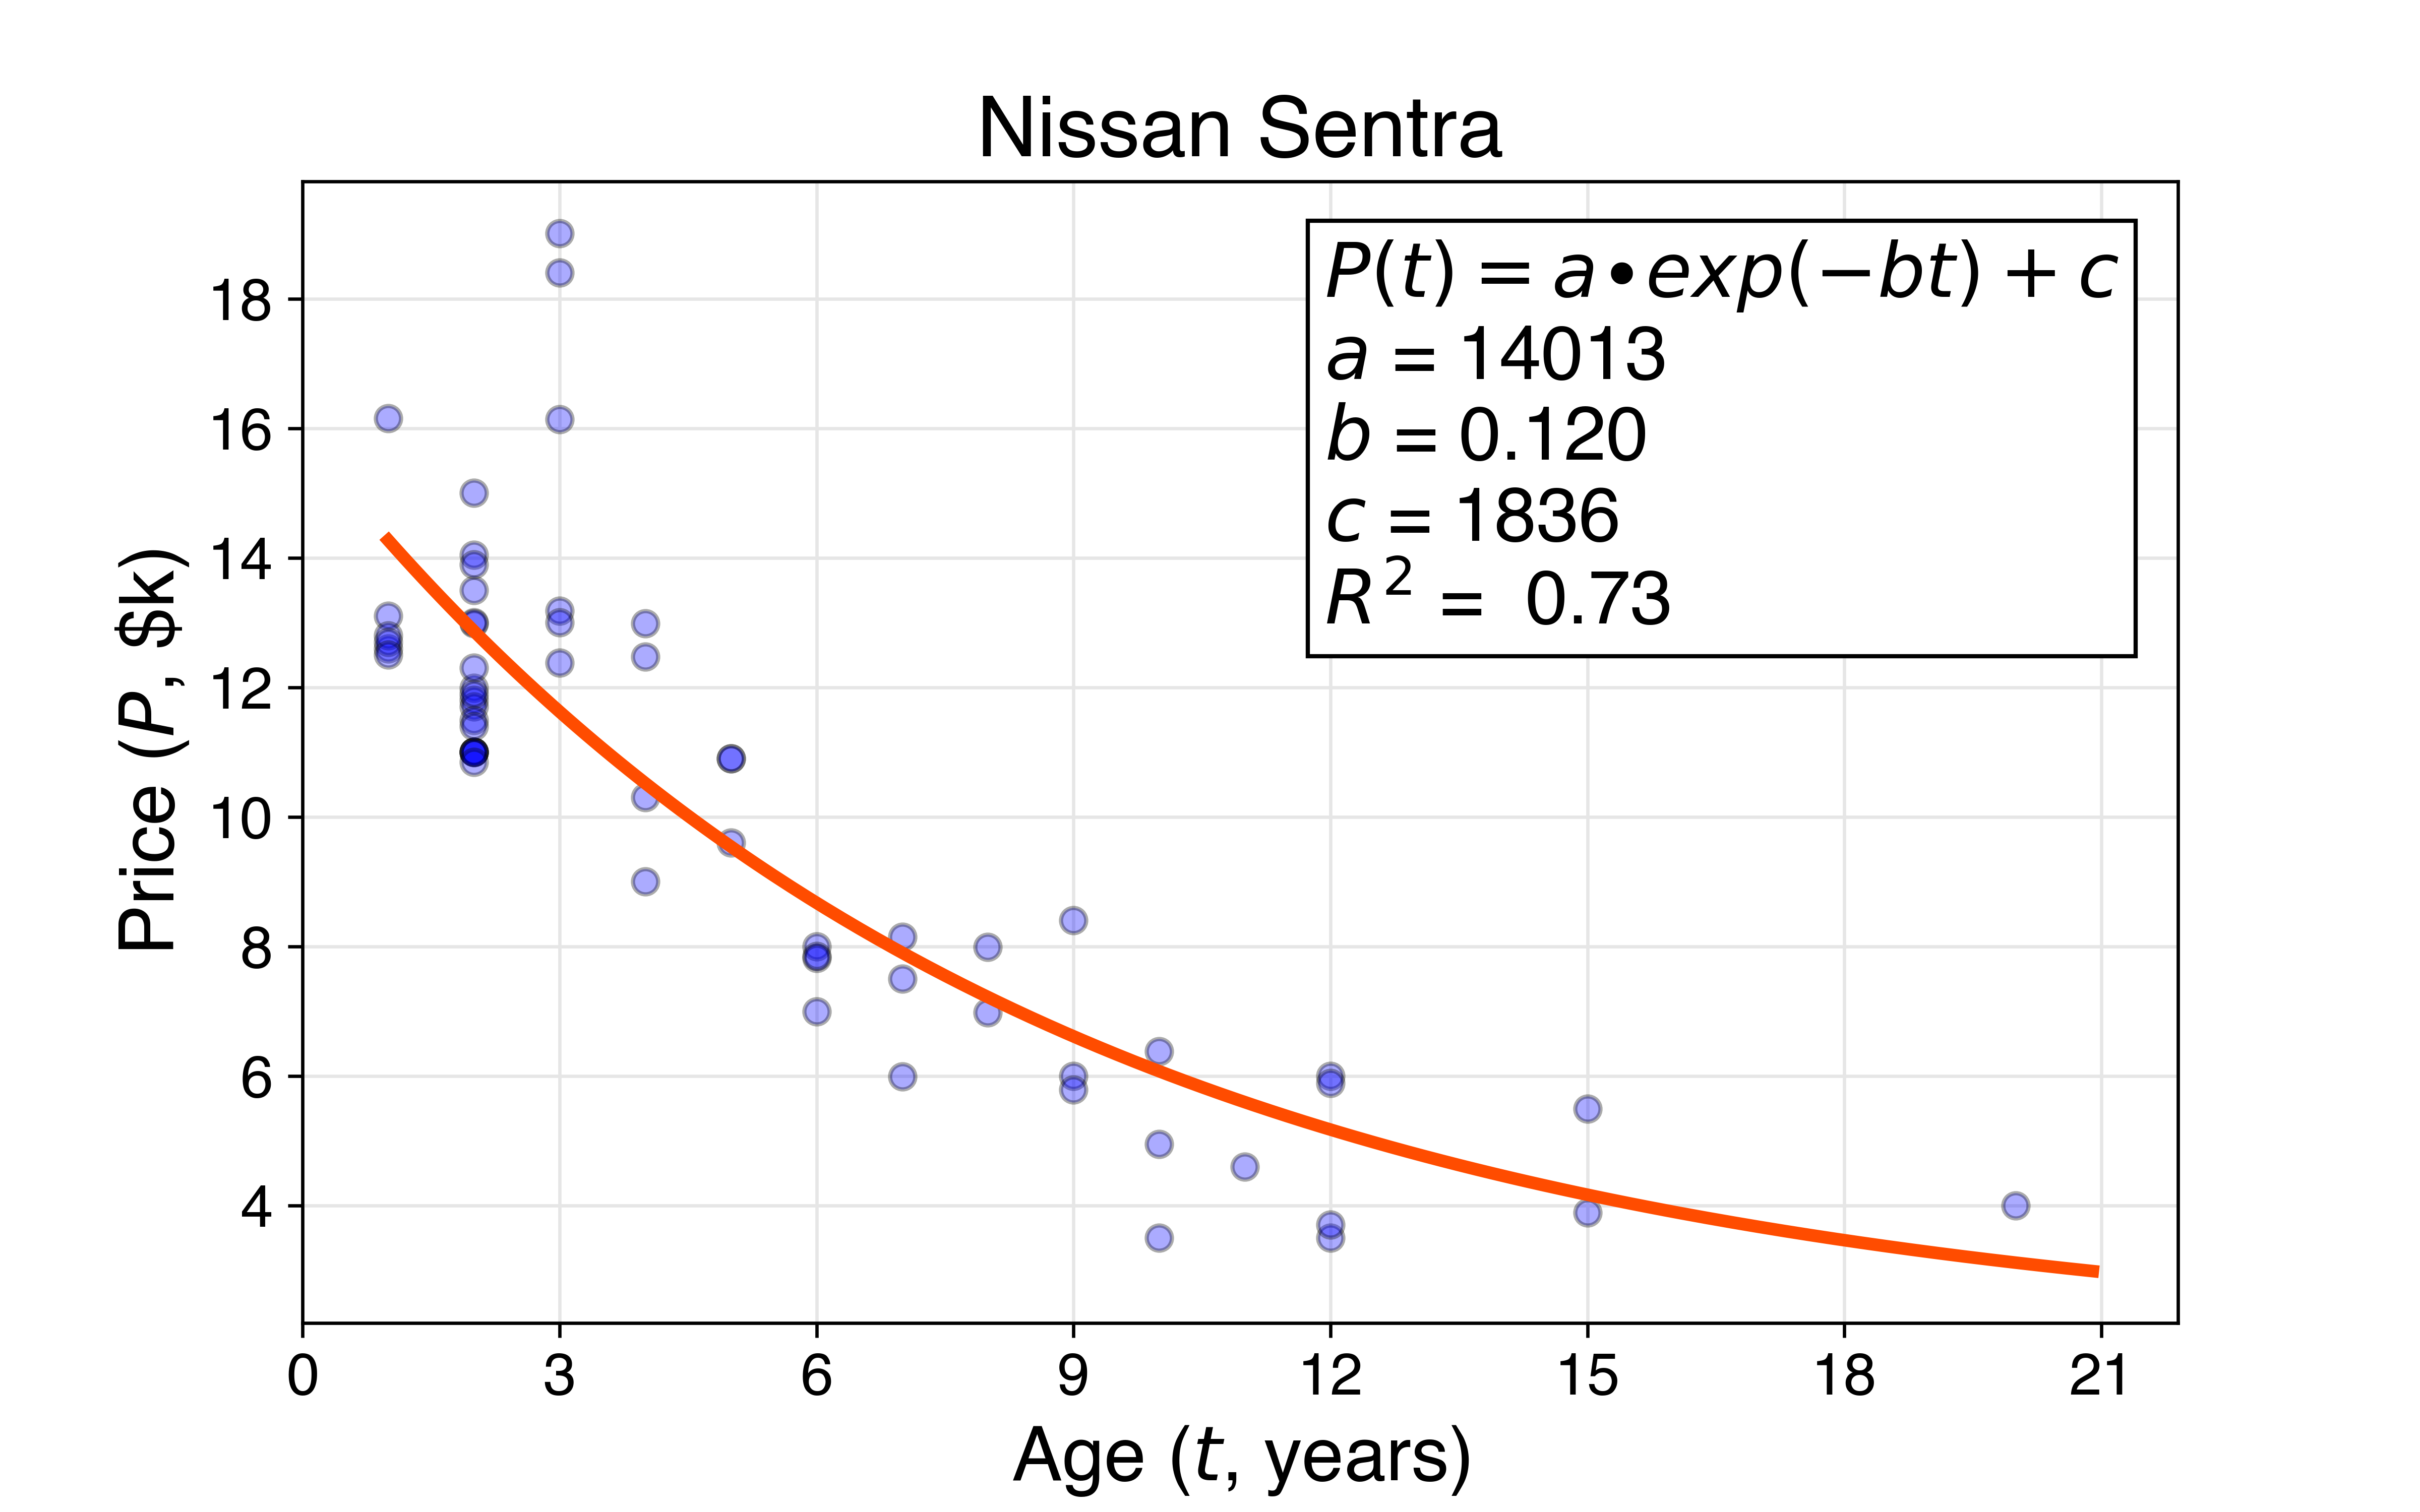 Nissan Sentra
P(t) = a•exp(−bt) + c
a = 14013
b = 0.120
c = 1836
R² = 0.73
Price (P, $k)
18
16
14
12
10
8
6
4
0 3 6 9 12 15 18 21
Age (t, years)